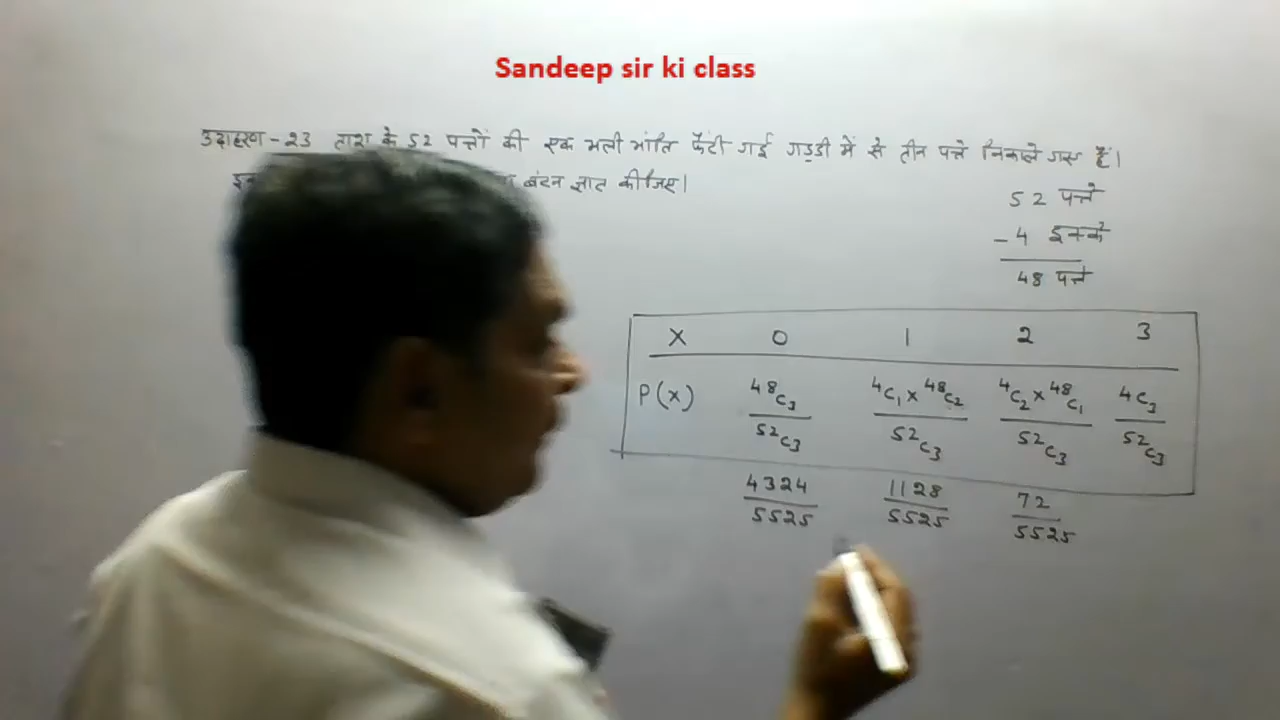 Sandeep sir ki class
उदाहरण - 23 ताश के 52 पत्तों की एक भली भांति फैंटी गई गड्डी में से तीन पत्ते निकाले गए हैं।
बंटन ज्ञात कीजिए।
52 पत्ते
- 4 इक्के
48 पत्ते
X 0 1 2 3
P(x) ⁴⁸C₃/⁵²C₃ ⁴C₁ x ⁴⁸C₂/⁵²C₃ ⁴C₂ x ⁴⁸C₁/⁵²C₃ ⁴C₃/⁵²C₃
4324/5525 1128/5525 72/5525